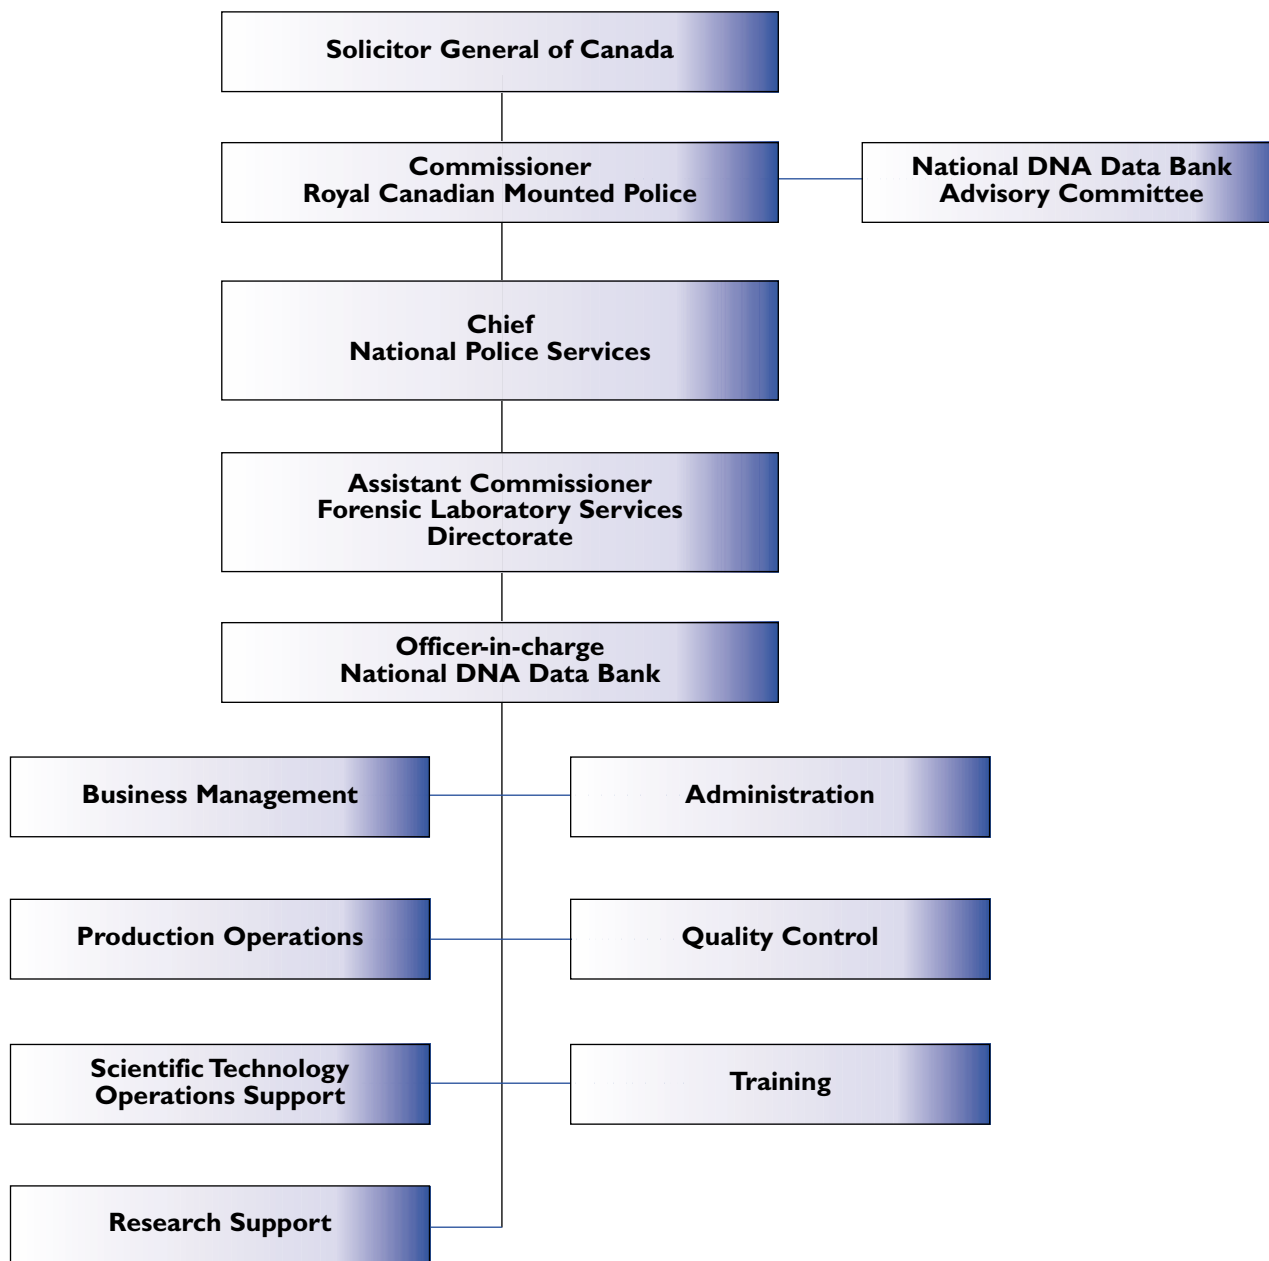 Solicitor General of Canada
Commissioner
Royal Canadian Mounted Police
National DNA Data Bank
Advisory Committee
Chief
National Police Services
Assistant Commissioner
Forensic Laboratory Services
Directorate
Officer-in-charge
National DNA Data Bank
Business Management
Administration
Production Operations
Quality Control
Scientific Technology
Operations Support
Training
Research Support